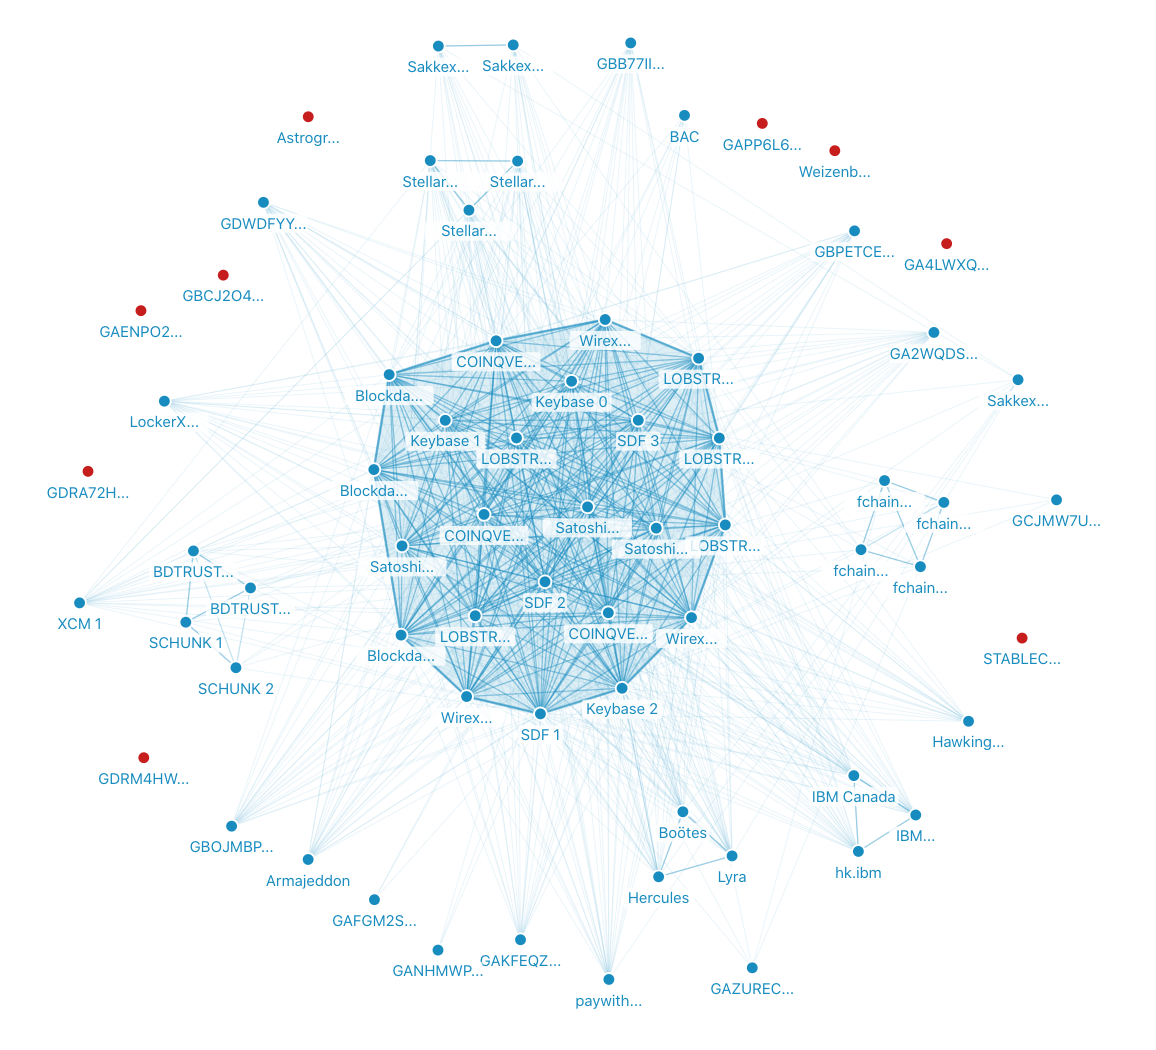 Sakkex...
Sakkex...
GBB77II...
Astrogr...
BAC
GAPP6L6...
Weizenb...
Stellar...
Stellar...
GDWDFYY...
Stellar...
GBPETCE...
GA4LWXQ...
GBCJ2O4...
GAENPO2...
Wirex...
GA2WQDS...
COINQVE...
LOBSTR...
Blockda...
Keybase 0
Sakkex...
LockerX...
Keybase 1
SDF 3
LOBSTR...
LOBSTR...
Blockda...
GDRA72H...
fchain...
GCJMW7U...
fchain...
Satoshi...
COINQVE...
Satoshi...
OBSTR...
Satoshi...
BDTRUST...
fchain...
fchain...
SDF 2
BDTRUST...
XCM 1
COINQVE...
LOBSTR...
Wirex...
SCHUNK 1
Blockda...
STABLEC...
SCHUNK 2
Keybase 2
Wirex...
SDF 1
Hawking...
GDRM4HW...
IBM Canada
Boötes
IBM...
GBOJMBP...
hk.ibm
Lyra
Armajeddon
Hercules
GAFGM2S...
GAKFEQZ...
GANHMWP...
GAZUREC...
paywith...